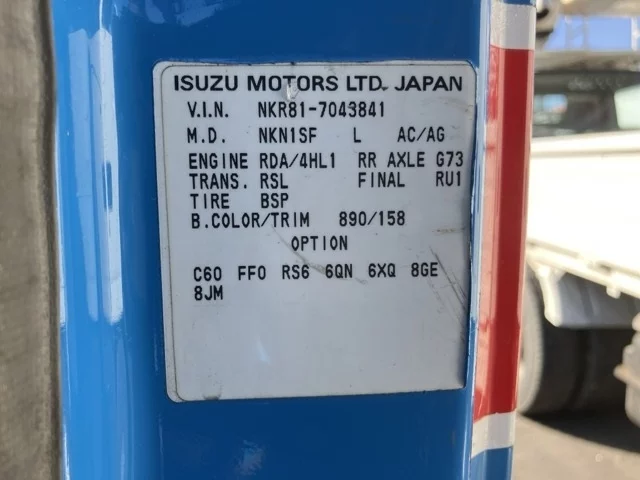 ISUZU MOTORS LTD. JAPAN
V.I.N. NKR81-7043841
M.D. NKN1SF L AC/AG
ENGINE RDA/4HL1 RR AXLE G73
TRANS. RSL FINAL RU1
TIRE BSP
B.COLOR/TRIM 890/158
OPTION
C60 FF0 RS6 6QN 6XQ 8GE
8JM